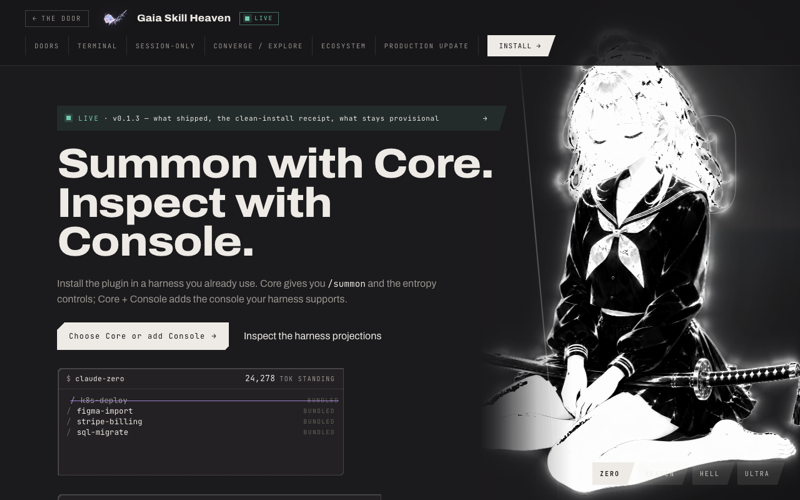 ← THE DOOR
Gaia Skill Heaven
LIVE
DOORS
TERMINAL
SESSION-ONLY
CONVERGE / EXPLORE
ECOSYSTEM
PRODUCTION UPDATE
INSTALL →
LIVE · v0.1.3 — what shipped, the clean-install receipt, what stays provisional →
Summon with Core.
Inspect with
Console.
Install the plugin in a harness you already use. Core gives you /summon and the entropy
controls; Core + Console adds the console your harness supports.
Choose Core or add Console →
Inspect the harness projections
$ claude-zero
24,278 TOK STANDING
/ k8s-deploy BUNDLED
/ figma-import BUNDLED
/ stripe-billing BUNDLED
/ sql-migrate BUNDLED
ZERO
HELL
ULTRA